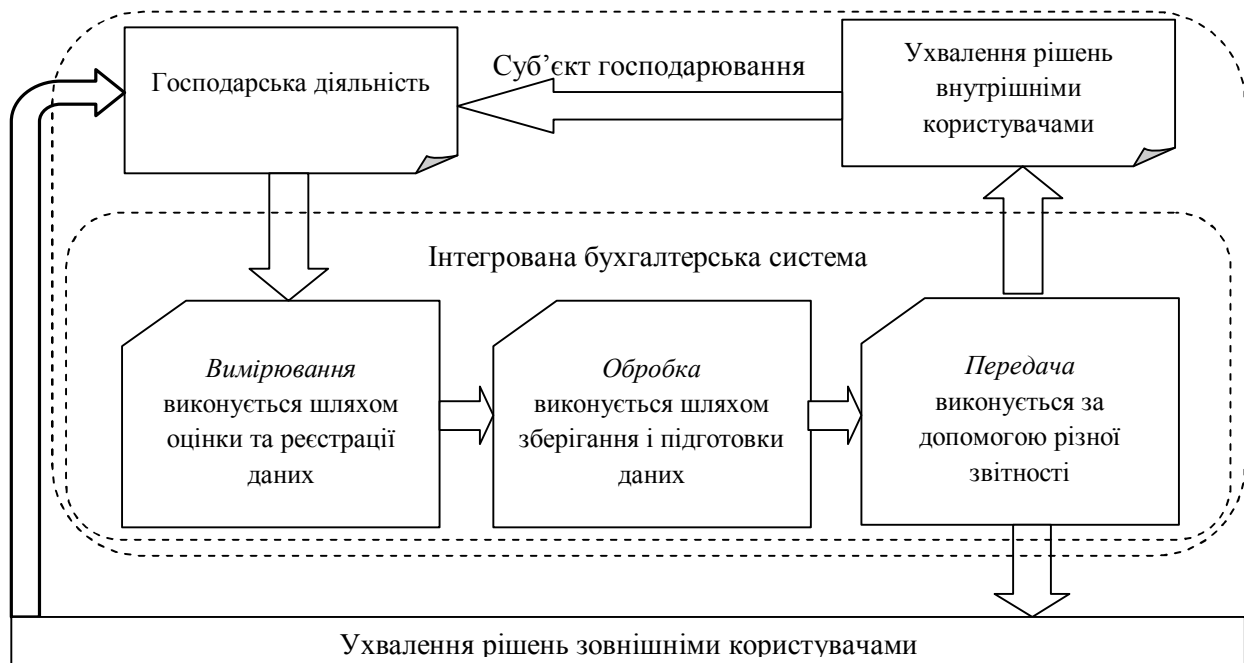 Господарська діяльність
Суб’єкт господарювання
Ухвалення рішень
внутрішніми
користувачами
Інтегрована бухгалтерська система
Вимірювання
виконується шляхом
оцінки та реєстрації
даних
Обробка
виконується шляхом
зберігання і підготовки
даних
Передача
виконується за
допомогою різної
звітності
Ухвалення рішень зовнішніми користувачами